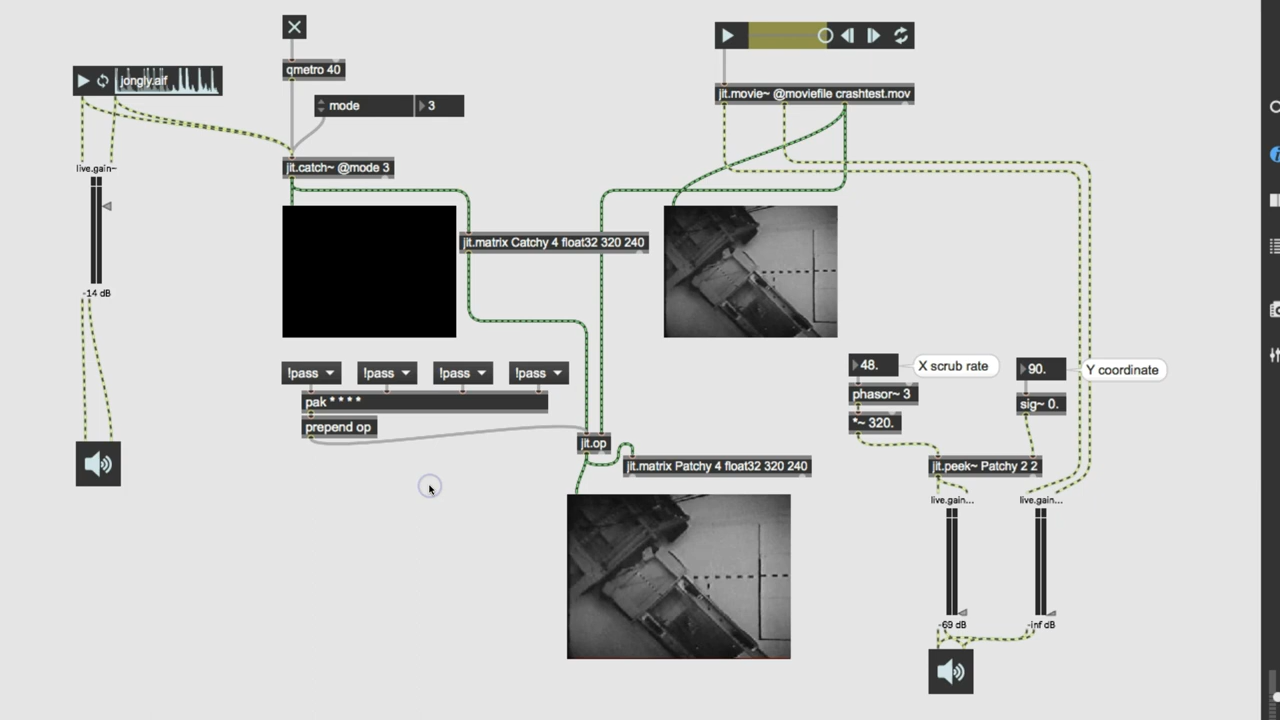 qmetro 40
jongly.aif
mode
3
jit.movie~ @moviefile crashtest.mov
live.gain~
jit.catch~ @mode 3
jit.matrix Catchy 4 float32 320 240
-14 dB
!pass
!pass
!pass
!pass
pak * * * *
prepend op
48.
X scrub rate
90.
Y coordinate
phasor~ 3
*~ 320.
sig~ 0.
jit.op
jit.matrix Patchy 4 float32 320 240
jit.peek~ Patchy 2 2
live.gain...
live.gain...
-69 dB
-inf dB